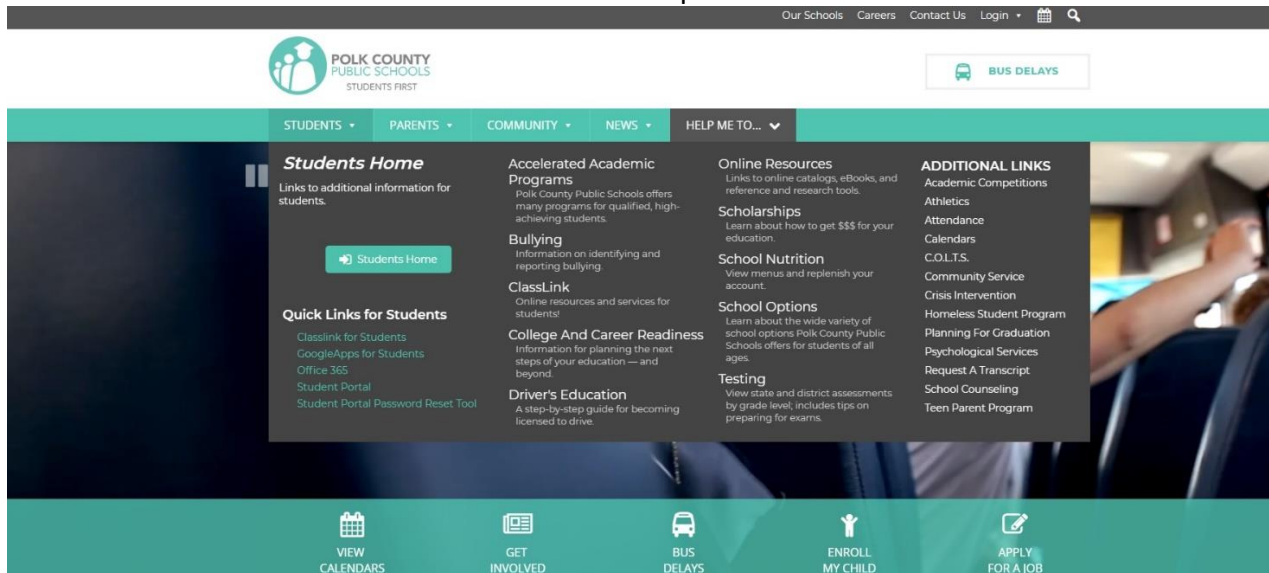 Our Schools Careers Contact Us Login
POLK COUNTY
PUBLIC SCHOOLS
STUDENTS FIRST
BUS DELAYS
STUDENTS PARENTS COMMUNITY NEWS HELP ME TO...
Students Home
Links to additional information for
students.
Students Home
Quick Links for Students
Classlink for Students
GoogleApps for Students
Office 365
Student Portal
Student Portal Password Reset Tool
Accelerated Academic
Programs
Polk County Public Schools offers
many programs for qualified, high-
achieving students.
Bullying
Information on identifying and
reporting bullying.
ClassLink
Online resources and services for
students!
College And Career Readiness
Information for planning the next
steps of your education — and
beyond.
Driver's Education
A step-by-step guide for becoming
licensed to drive.
Online Resources
Links to online catalogs, eBooks, and
reference and research tools.
Scholarships
Learn about how to get $$$ for your
education.
School Nutrition
View menus and replenish your
account.
School Options
Learn about the wide variety of
school options Polk County Public
Schools offers for students of all
ages.
Testing
View state and district assessments
by grade level; includes tips on
preparing for exams.
ADDITIONAL LINKS
Academic Competitions
Athletics
Attendance
Calendars
C.O.L.T.S.
Community Service
Crisis Intervention
Homeless Student Program
Planning For Graduation
Psychological Services
Request A Transcript
School Counseling
Teen Parent Program
VIEW
CALENDARS
GET
INVOLVED
BUS
DELAYS
ENROLL
MY CHILD
APPLY
FOR A JOB